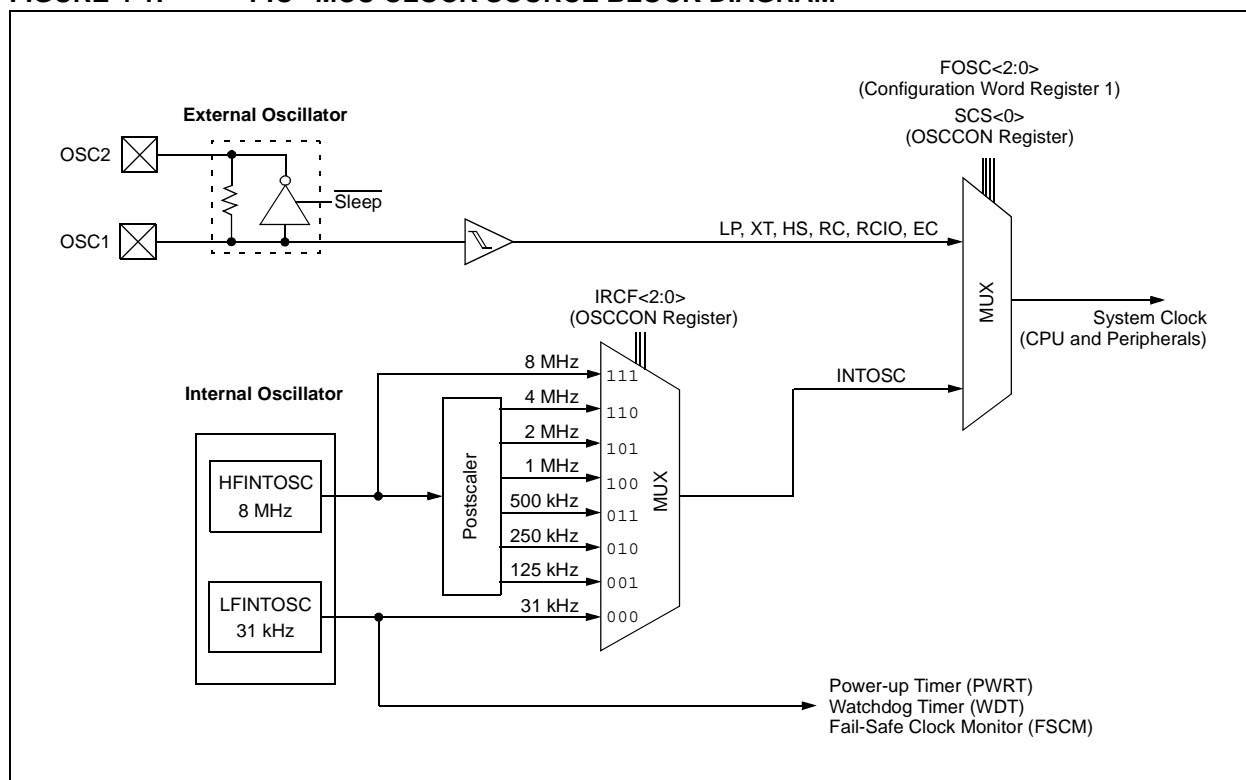 FOSC<2:0>
(Configuration Word Register 1)
SCS<0>
(OSCCON Register)
External Oscillator
OSC2
Sleep
OSC1
LP, XT, HS, RC, RCIO, EC
MUX
System Clock
(CPU and Peripherals)
IRCF<2:0>
(OSCCON Register)
INTOSC
Internal Oscillator
HFINTOSC
8 MHz
LFINTOSC
31 kHz
Postscaler
8 MHz
4 MHz
2 MHz
1 MHz
500 kHz
250 kHz
125 kHz
31 kHz
111
110
101
100
011
010
001
000
MUX
Power-up Timer (PWRT)
Watchdog Timer (WDT)
Fail-Safe Clock Monitor (FSCM)